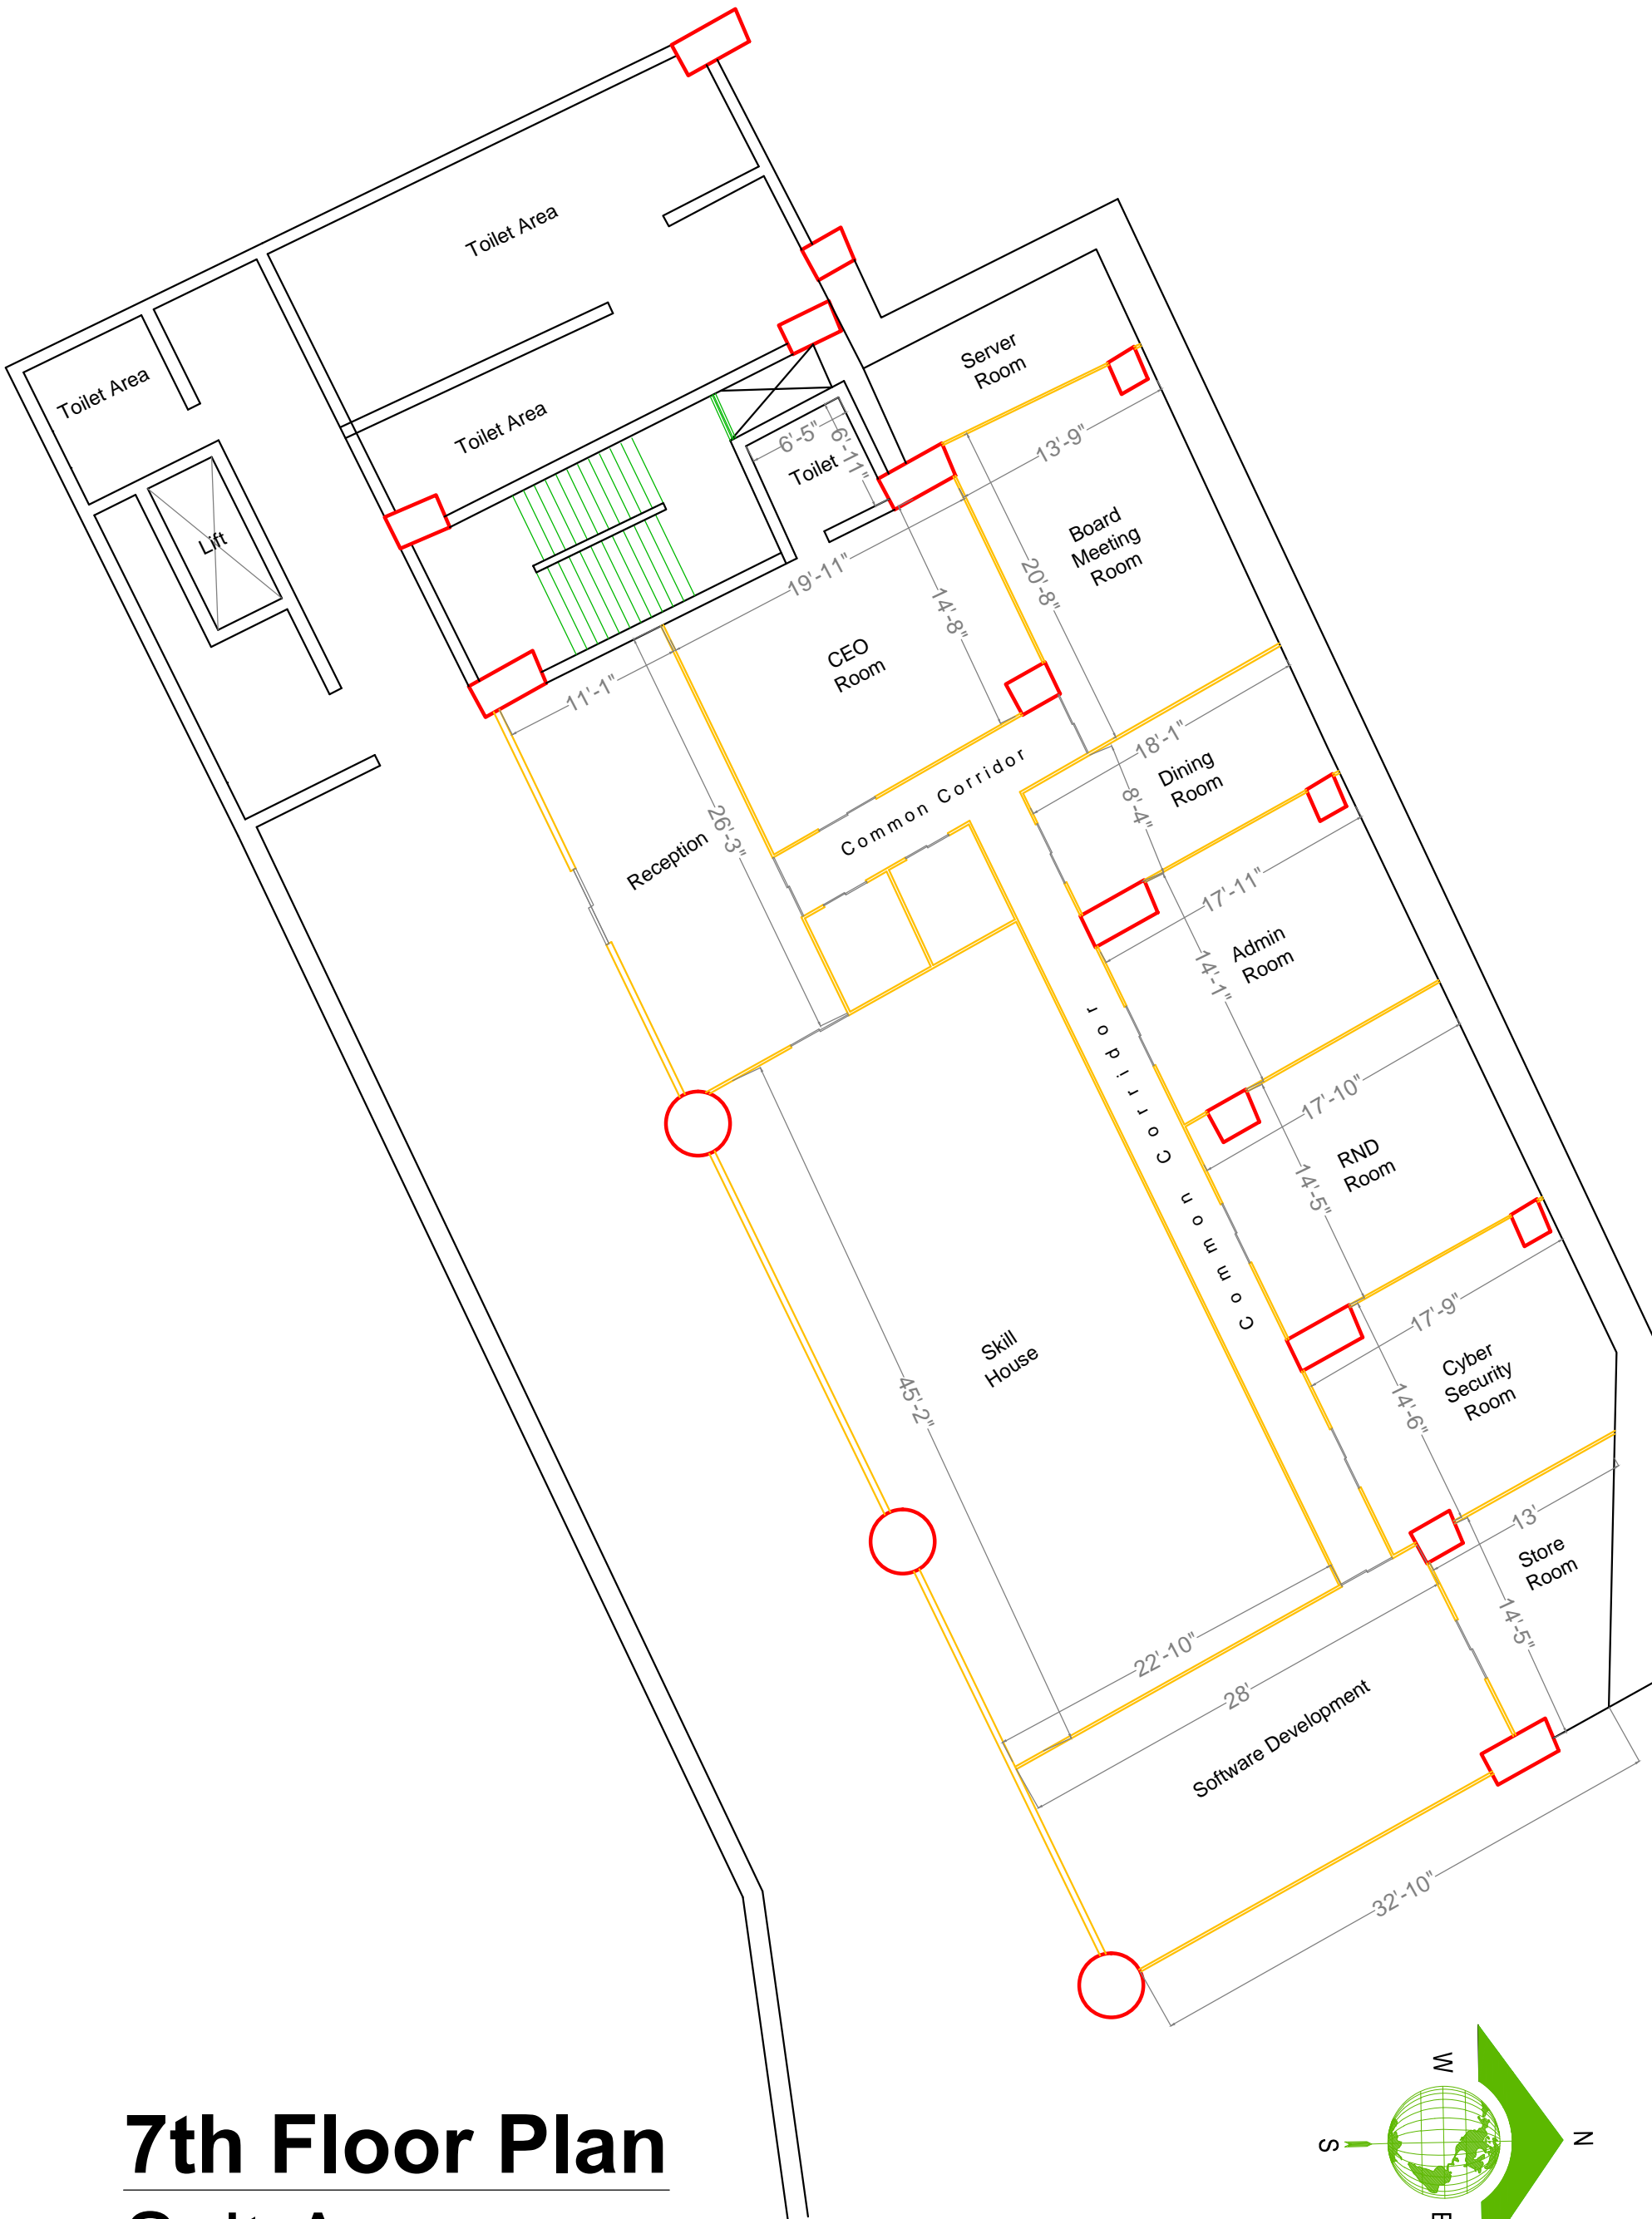 Toilet Area
Toilet Area
Toilet Area
Lift
6'-5"
6'-11"
Toilet
Server
Room
13'-9"
Board
Meeting
Room
20'-8"
19'-11"
14'-8"
CEO
Room
11'-1"
26'-3"
Reception
Common Corridor
18'-1"
Dining
Room
8'-4"
17'-11"
Admin
Room
14'-1"
Common Corridor
17'-10"
RND
Room
14'-5"
17'-9"
Cyber
Security
Room
14'-6"
Skill
House
45'-2"
13'
Store
Room
14'-5"
22'-10"
28'
Software Development
32'-10"
W
N
S
7th Floor Plan